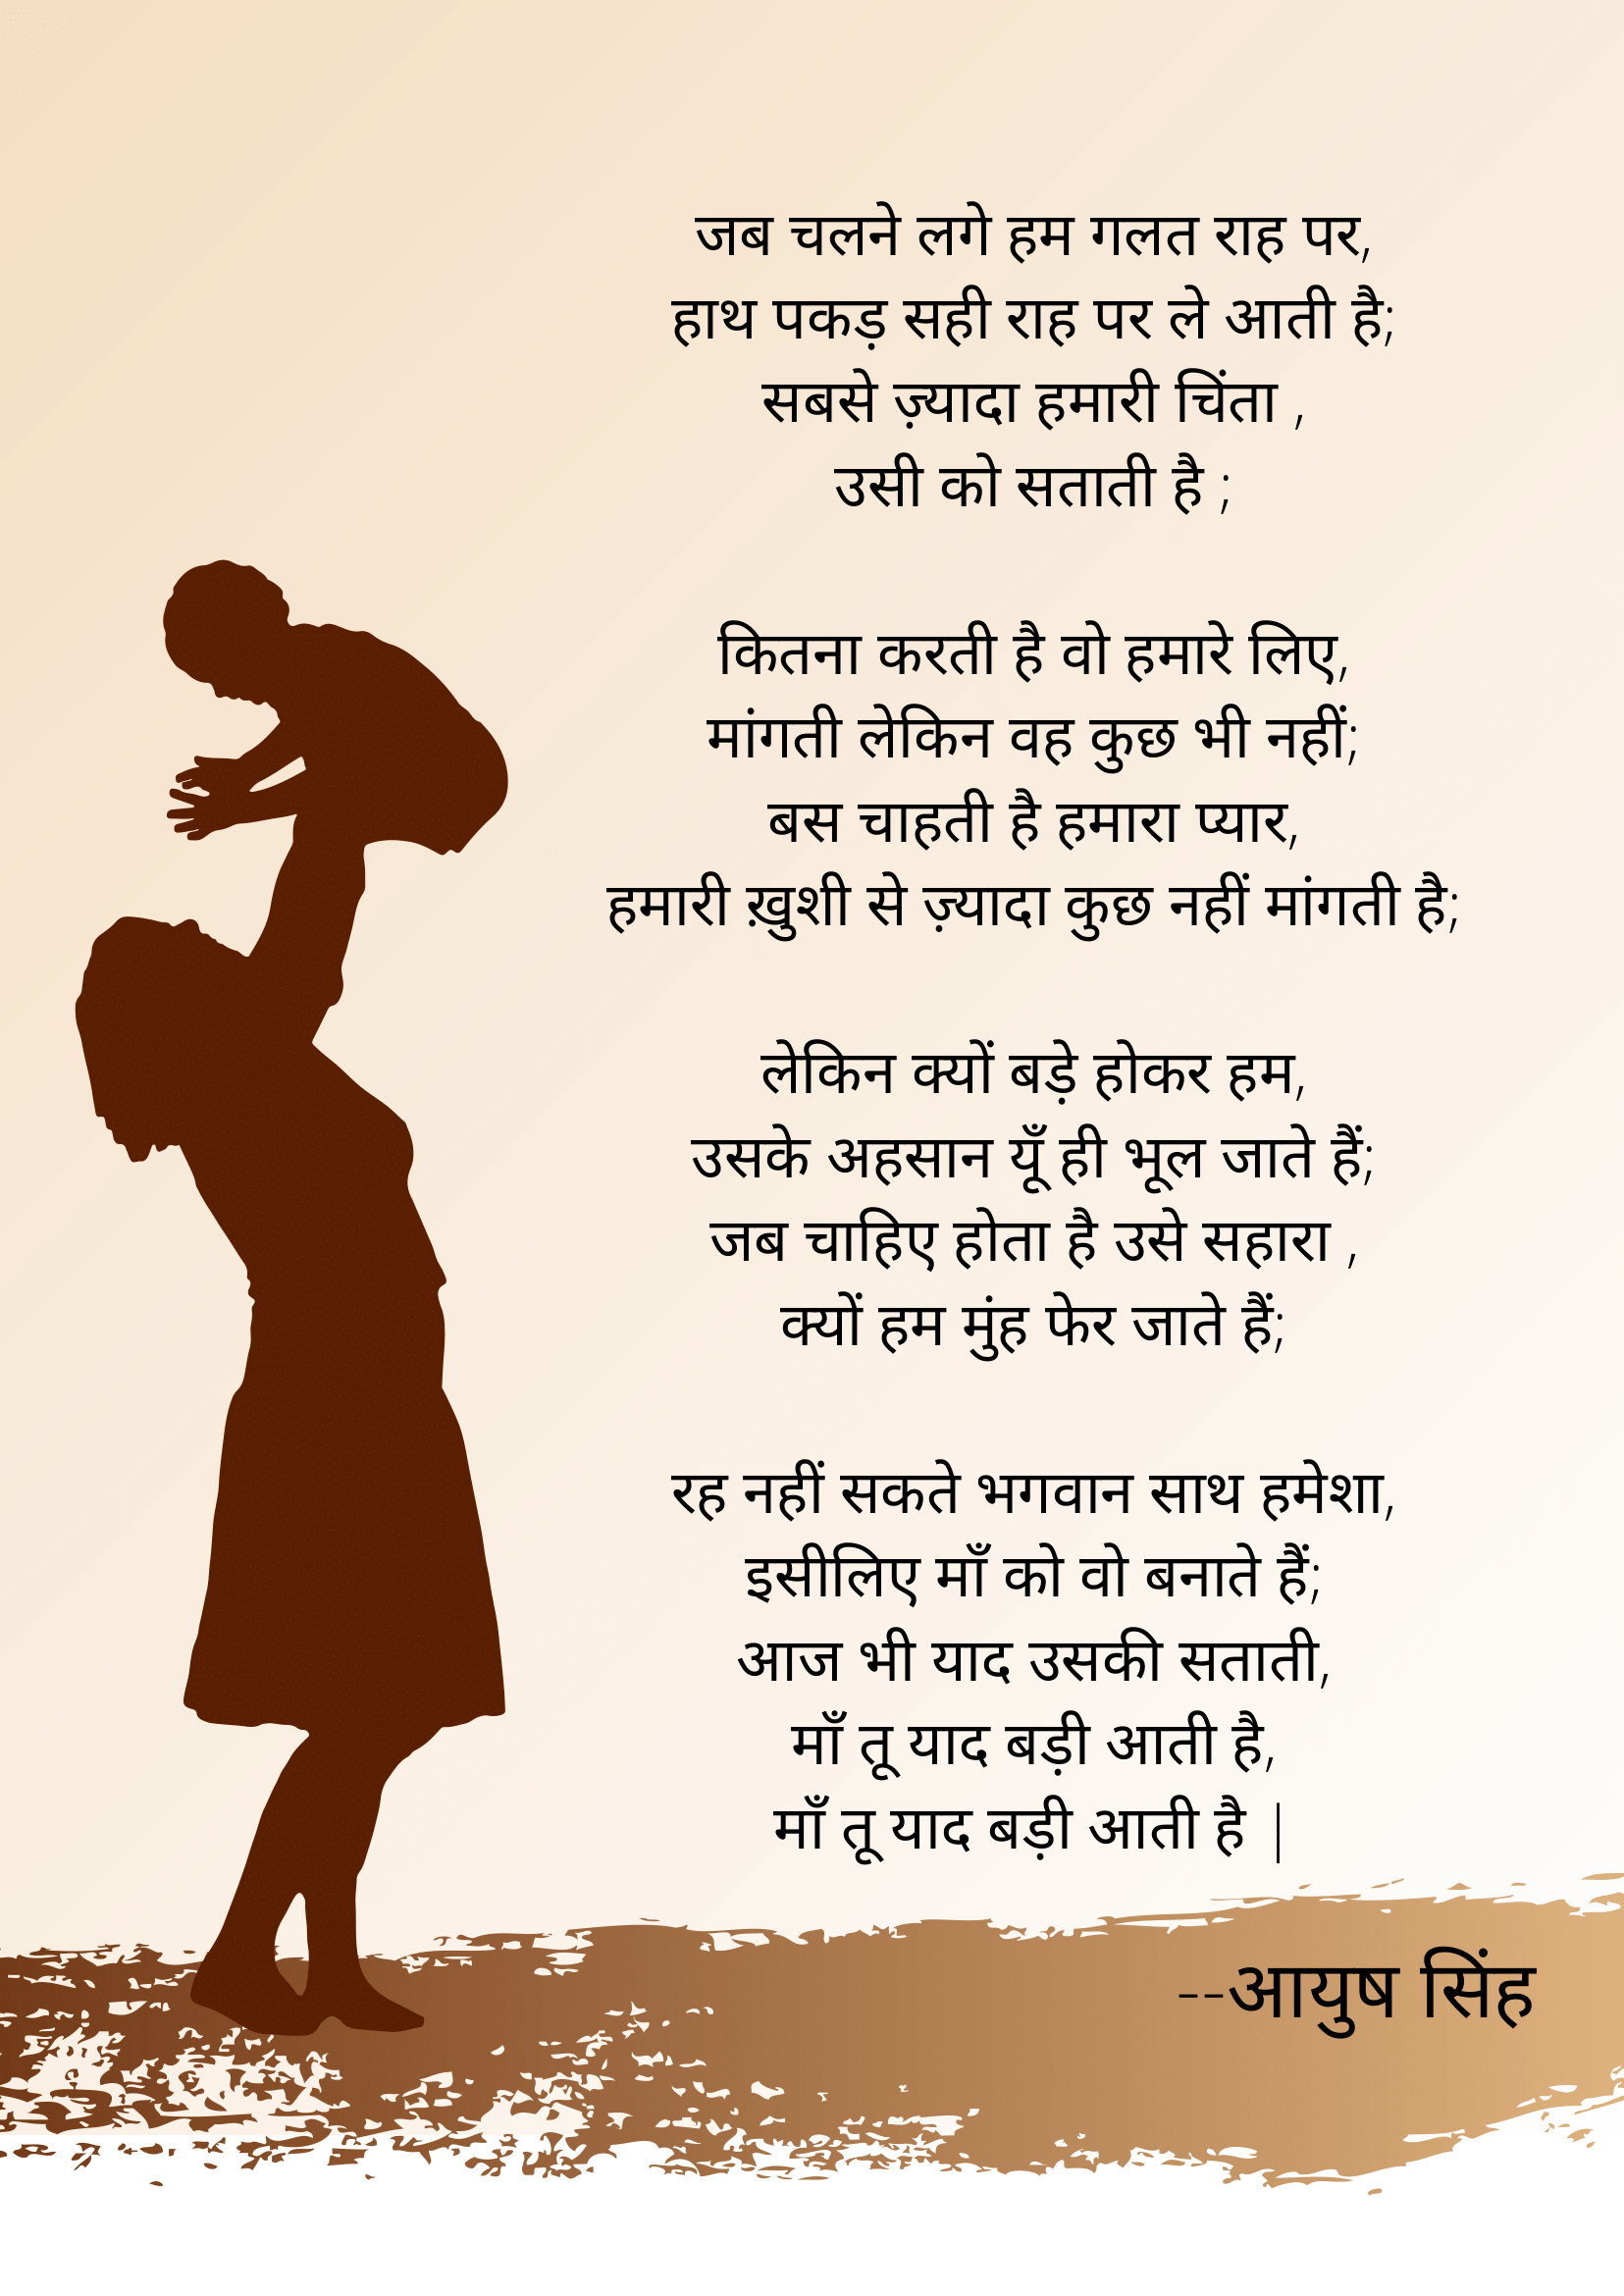 जब चलने लगे हम गलत राह पर,
हाथ पकड़ सही राह पर ले आती है;
सबसे ज़्यादा हमारी चिंता ,
उसी को सताती है ;
कितना करती है वो हमारे लिए,
मांगती लेकिन वह कुछ भी नहीं;
बस चाहती है हमारा प्यार,
हमारी ख़ुशी से ज़्यादा कुछ नहीं मांगती है;
लेकिन क्यों बड़े होकर हम,
उसके अहसान यूँ ही भूल जाते हैं;
जब चाहिए होता है उसे सहारा ,
क्यों हम मुंह फेर जाते हैं;
रह नहीं सकते भगवान साथ हमेशा,
इसीलिए माँ को वो बनाते हैं;
आज भी याद उसकी सताती,
माँ तू याद बड़ी आती है,
माँ तू याद बड़ी आती है |
--आयुष सिंह